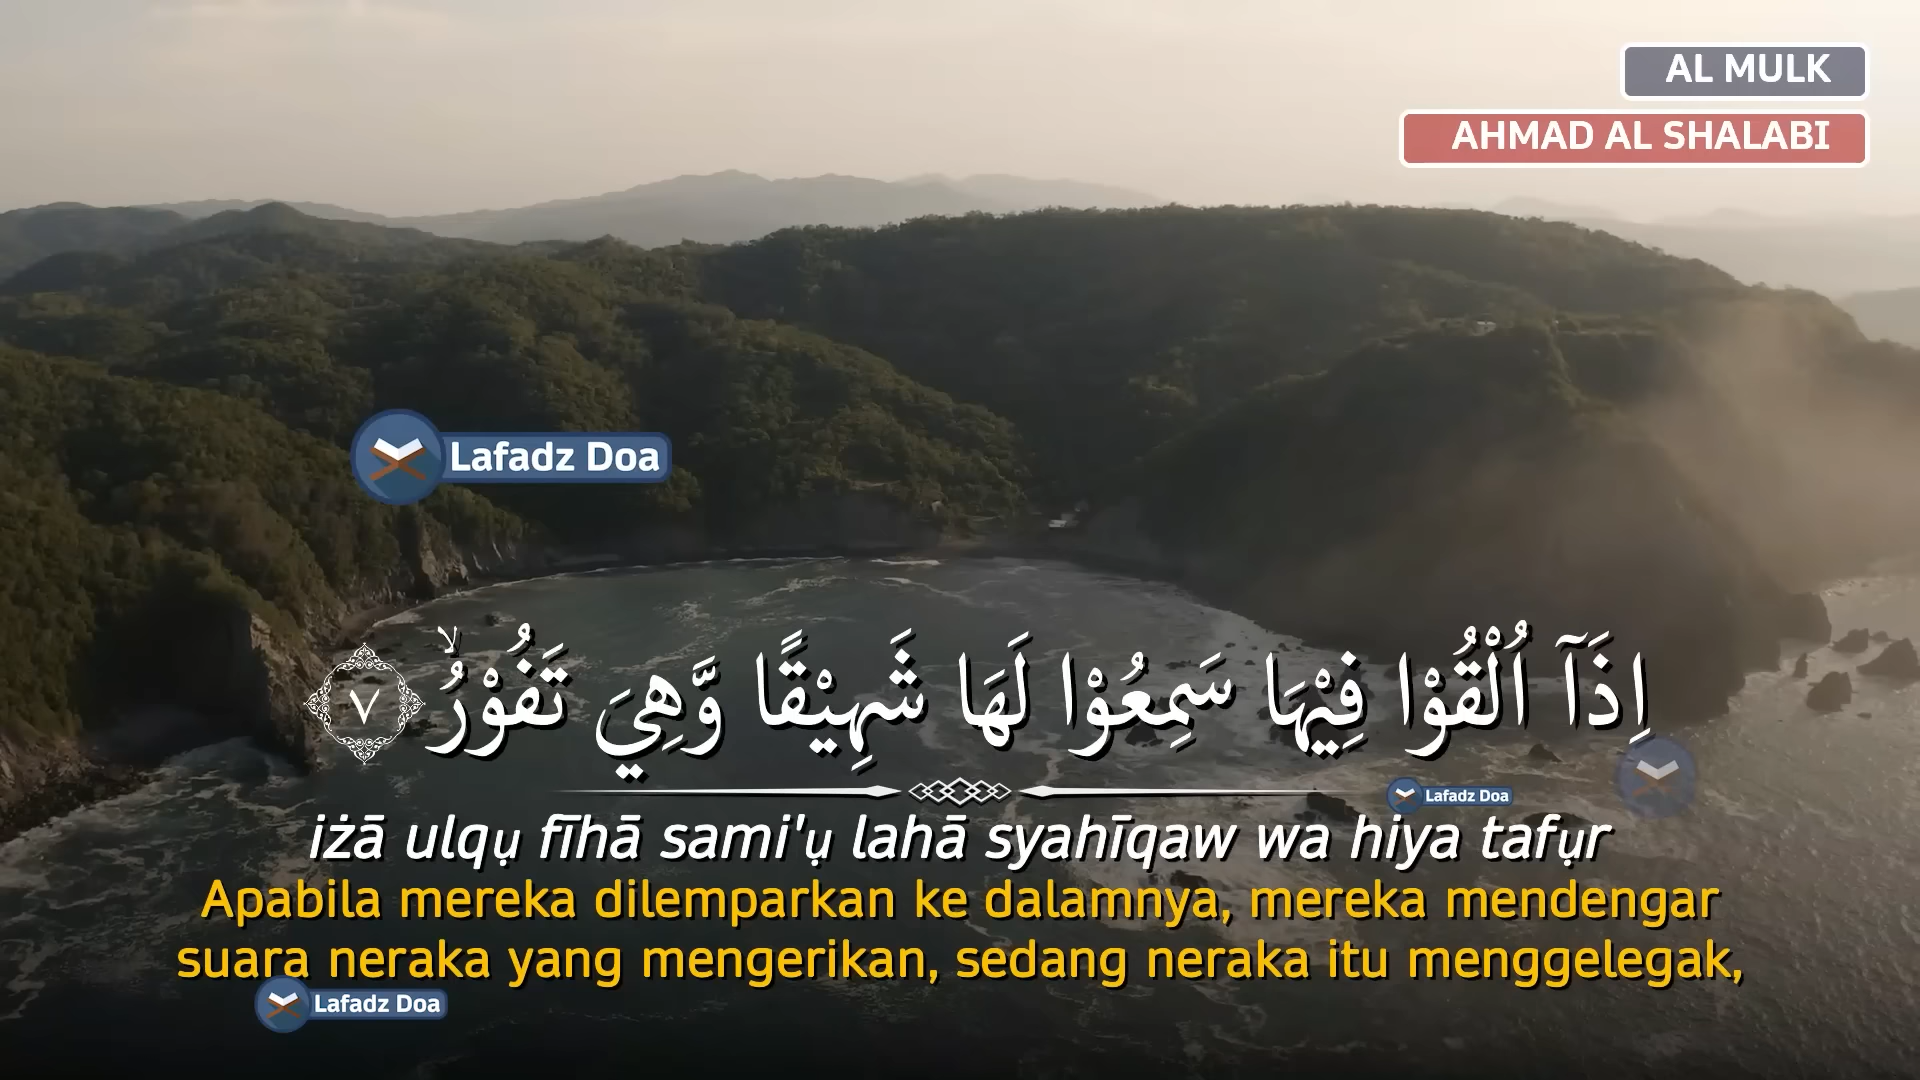 AL MULK
AHMAD AL SHALABI
Lafadz Doa
اِذَآ اُلْقُوْا فِيْهَا سَمِعُوْا لَهَا شَهِيْقًا وَّهِيَ تَفُوْرُۙ ٧
Lafadz Doa
iżā ulqụ fīhā sami'ụ lahā syahīqaw wa hiya tafụr
Apabila mereka dilemparkan ke dalamnya, mereka mendengar
suara neraka yang mengerikan, sedang neraka itu menggelegak,
Lafadz Doa